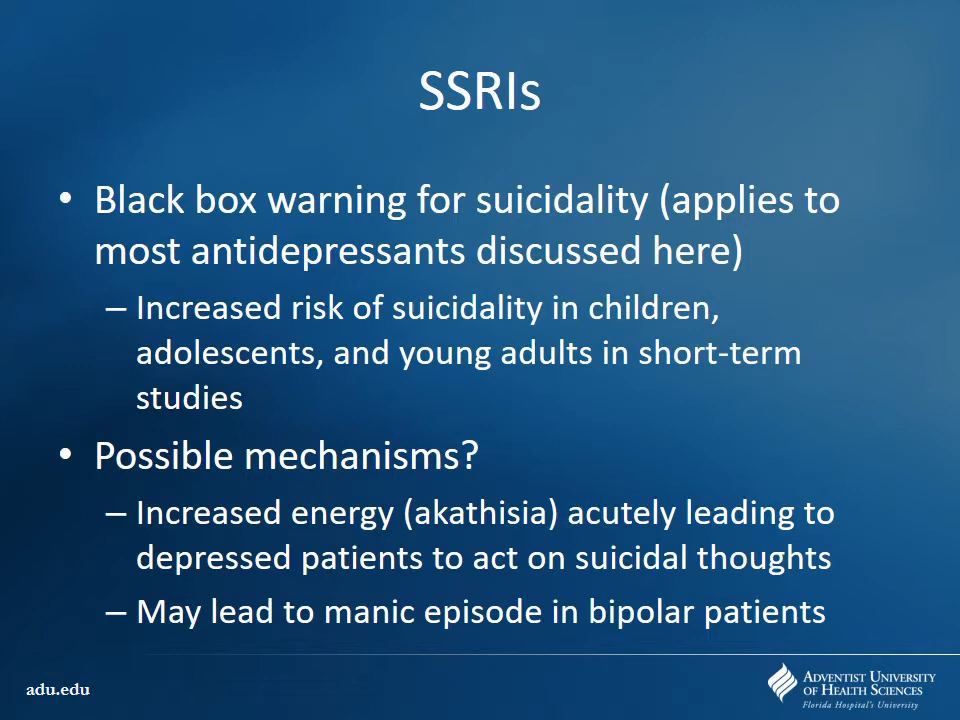 SSRIs
• Black box warning for suicidality (applies to
most antidepressants discussed here)
– Increased risk of suicidality in children,
adolescents, and young adults in short-term
studies
• Possible mechanisms?
– Increased energy (akathisia) acutely leading to
depressed patients to act on suicidal thoughts
– May lead to manic episode in bipolar patients
adu.edu
ADVENTIST UNIVERSITY
OF HEALTH SCIENCES
Florida Hospital's University